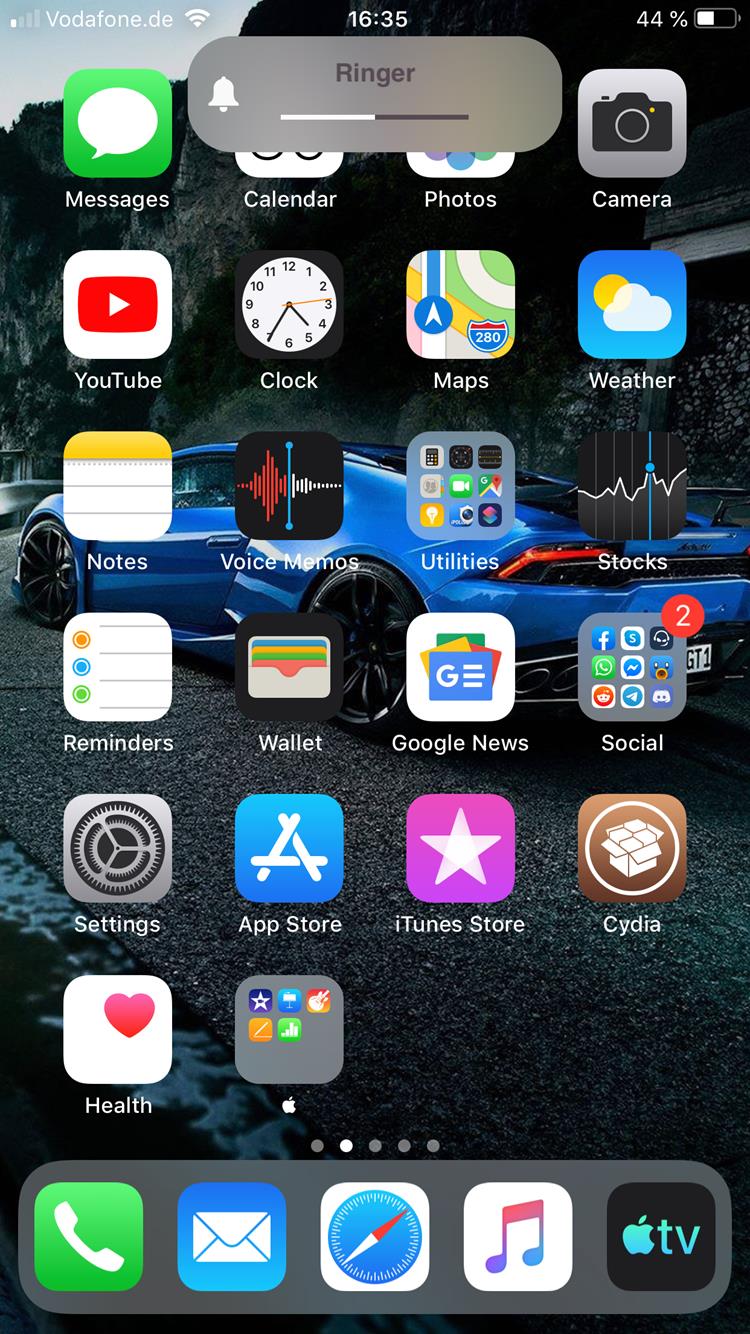 Vodafone.de 16:35 44 %
Ringer
Messages Calendar Photos Camera
12
11 1
10 2
9 3
8 4
7 5
6
280
YouTube Clock Maps Weather
Notes Voice Memos Utilities Stocks
2
GT1
GE
Reminders Wallet Google News Social
Settings App Store iTunes Store Cydia
Health
tv